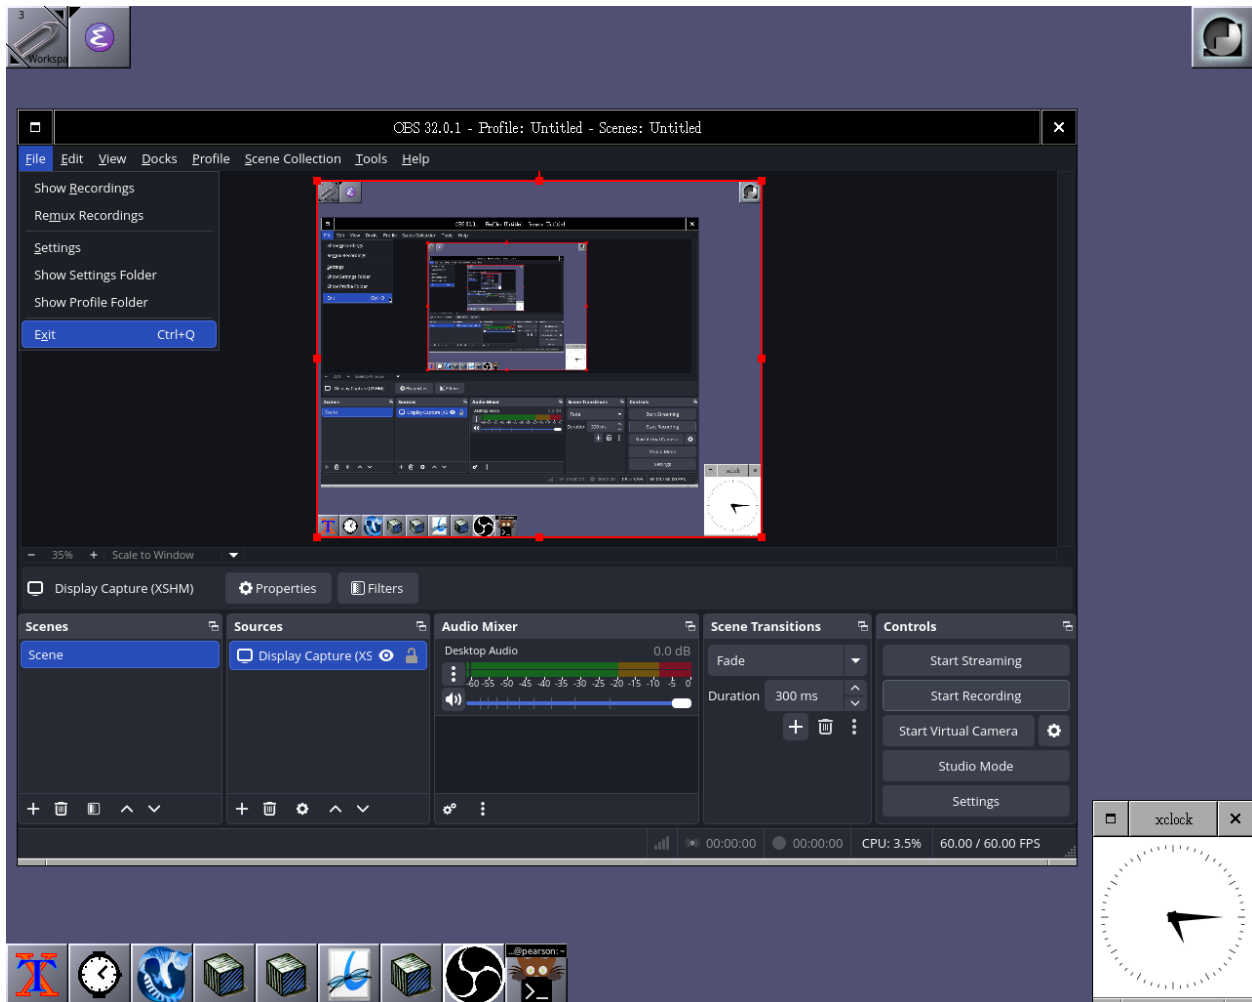 3
Workspa
OBS 32.0.1 - Profile: Untitled - Scenes: Untitled
File Edit View Docks Profile Scene Collection Tools Help
Show Recordings
Remux Recordings
Settings
Show Settings Folder
Show Profile Folder
Exit Ctrl+Q
35% Scale to Window
Display Capture (XSHM) Properties Filters
Scenes
Scene
Sources
Display Capture (XS
Audio Mixer
Desktop Audio 0.0 dB
-60 -55 -50 -45 -40 -35 -30 -25 -20 -15 -10 -5 0
Scene Transitions
Fade
Duration 300 ms
Controls
Start Streaming
Start Recording
Start Virtual Camera
Studio Mode
Settings
00:00:00 00:00:00 CPU: 3.5% 60.00 / 60.00 FPS
xclock
...@pearson: ~